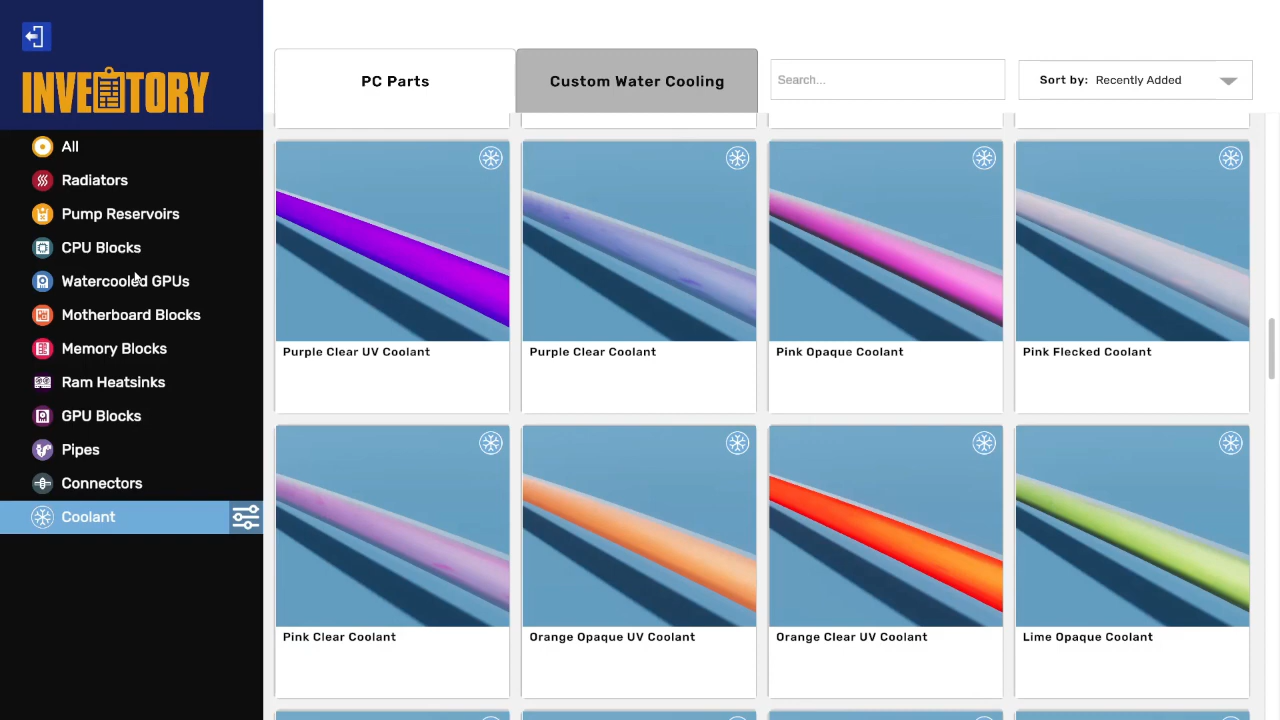 INVENTORY
All
Radiators
Pump Reservoirs
CPU Blocks
Watercooled GPUs
Motherboard Blocks
Memory Blocks
Ram Heatsinks
GPU Blocks
Pipes
Connectors
Coolant
PC Parts
Custom Water Cooling
Search...
Sort by: Recently Added
Purple Clear UV Coolant
Purple Clear Coolant
Pink Opaque Coolant
Pink Flecked Coolant
Pink Clear Coolant
Orange Opaque UV Coolant
Orange Clear UV Coolant
Lime Opaque Coolant